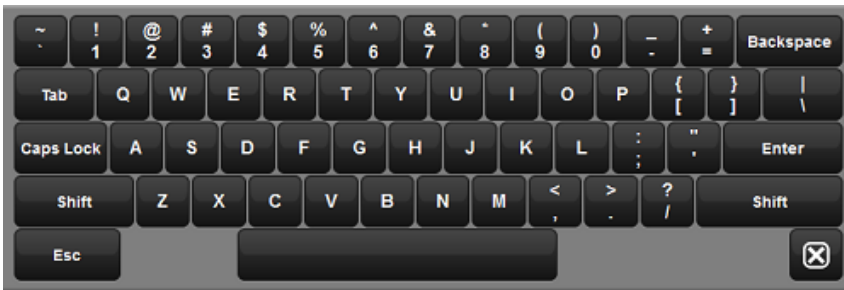 ~ ! @ # $ % ^ & * ( ) _ +
` 1 2 3 4 5 6 7 8 9 0 - = Backspace
Tab Q W E R T Y U I O P { } |
[ ] \
Caps Lock A S D F G H J K L : " Enter
; '
Shift Z X C V B N M < > ? Shift
, . /
Esc